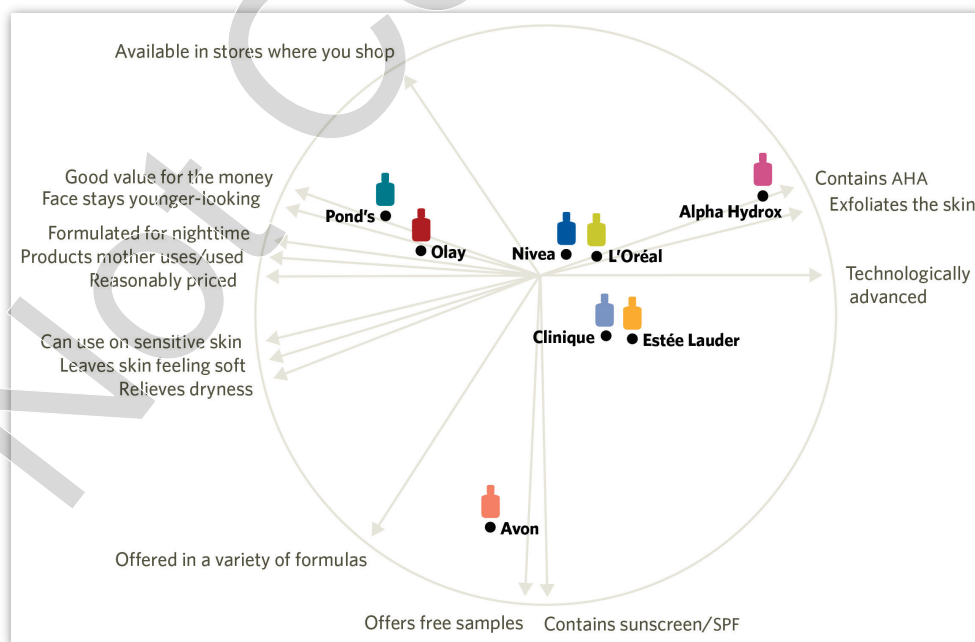 Available in stores where you shop
Good value for the money
Face stays younger-looking
Formulated for nighttime
Products mother uses/used
Reasonably priced
Can use on sensitive skin
Leaves skin feeling soft
Relieves dryness
Offered in a variety of formulas
Offers free samples
Contains sunscreen/SPF
Contains AHA
Exfoliates the skin
Technologically
advanced
Pond's
Olay
Nivea
L'Oréal
Alpha Hydrox
Clinique
Estée Lauder
Avon
Not